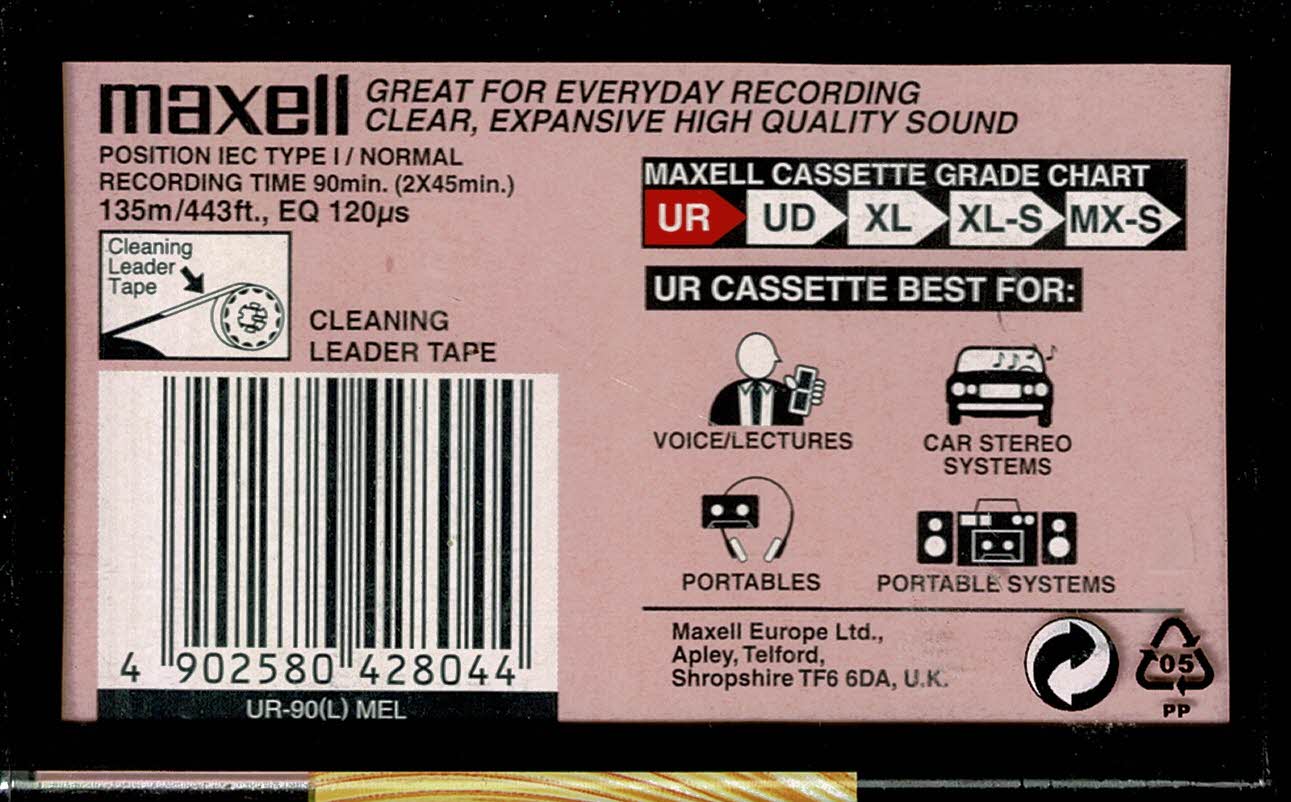 maxell
GREAT FOR EVERYDAY RECORDING
CLEAR, EXPANSIVE HIGH QUALITY SOUND
POSITION IEC TYPE I / NORMAL
RECORDING TIME 90min. (2X45min.)
135m/443ft., EQ 120µs
Cleaning
Leader
Tape
CLEANING
LEADER TAPE
4 902580 428044
UR-90(L) MEL
MAXELL CASSETTE GRADE CHART
UR UD XL XL-S MX-S
UR CASSETTE BEST FOR:
VOICE/LECTURES
CAR STEREO
SYSTEMS
PORTABLES
PORTABLE SYSTEMS
Maxell Europe Ltd.,
Apley, Telford,
Shropshire TF6 6DA, U.K.
05
PP